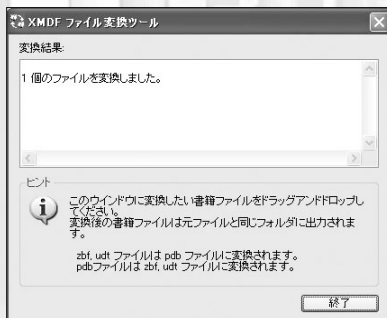 XMDF ファイル変換ツール
変換結果:
1 個のファイルを変換しました。
ヒント
このウインドウに変換したい書籍ファイルをドラッグアンドドロップし
てください。
変換後の書籍ファイルは元ファイルと同じフォルダに出力されま
す。
zbf, udt ファイルは pdb ファイルに変換されます。
pdbファイルは zbf, udt ファイルに変換されます。
終了